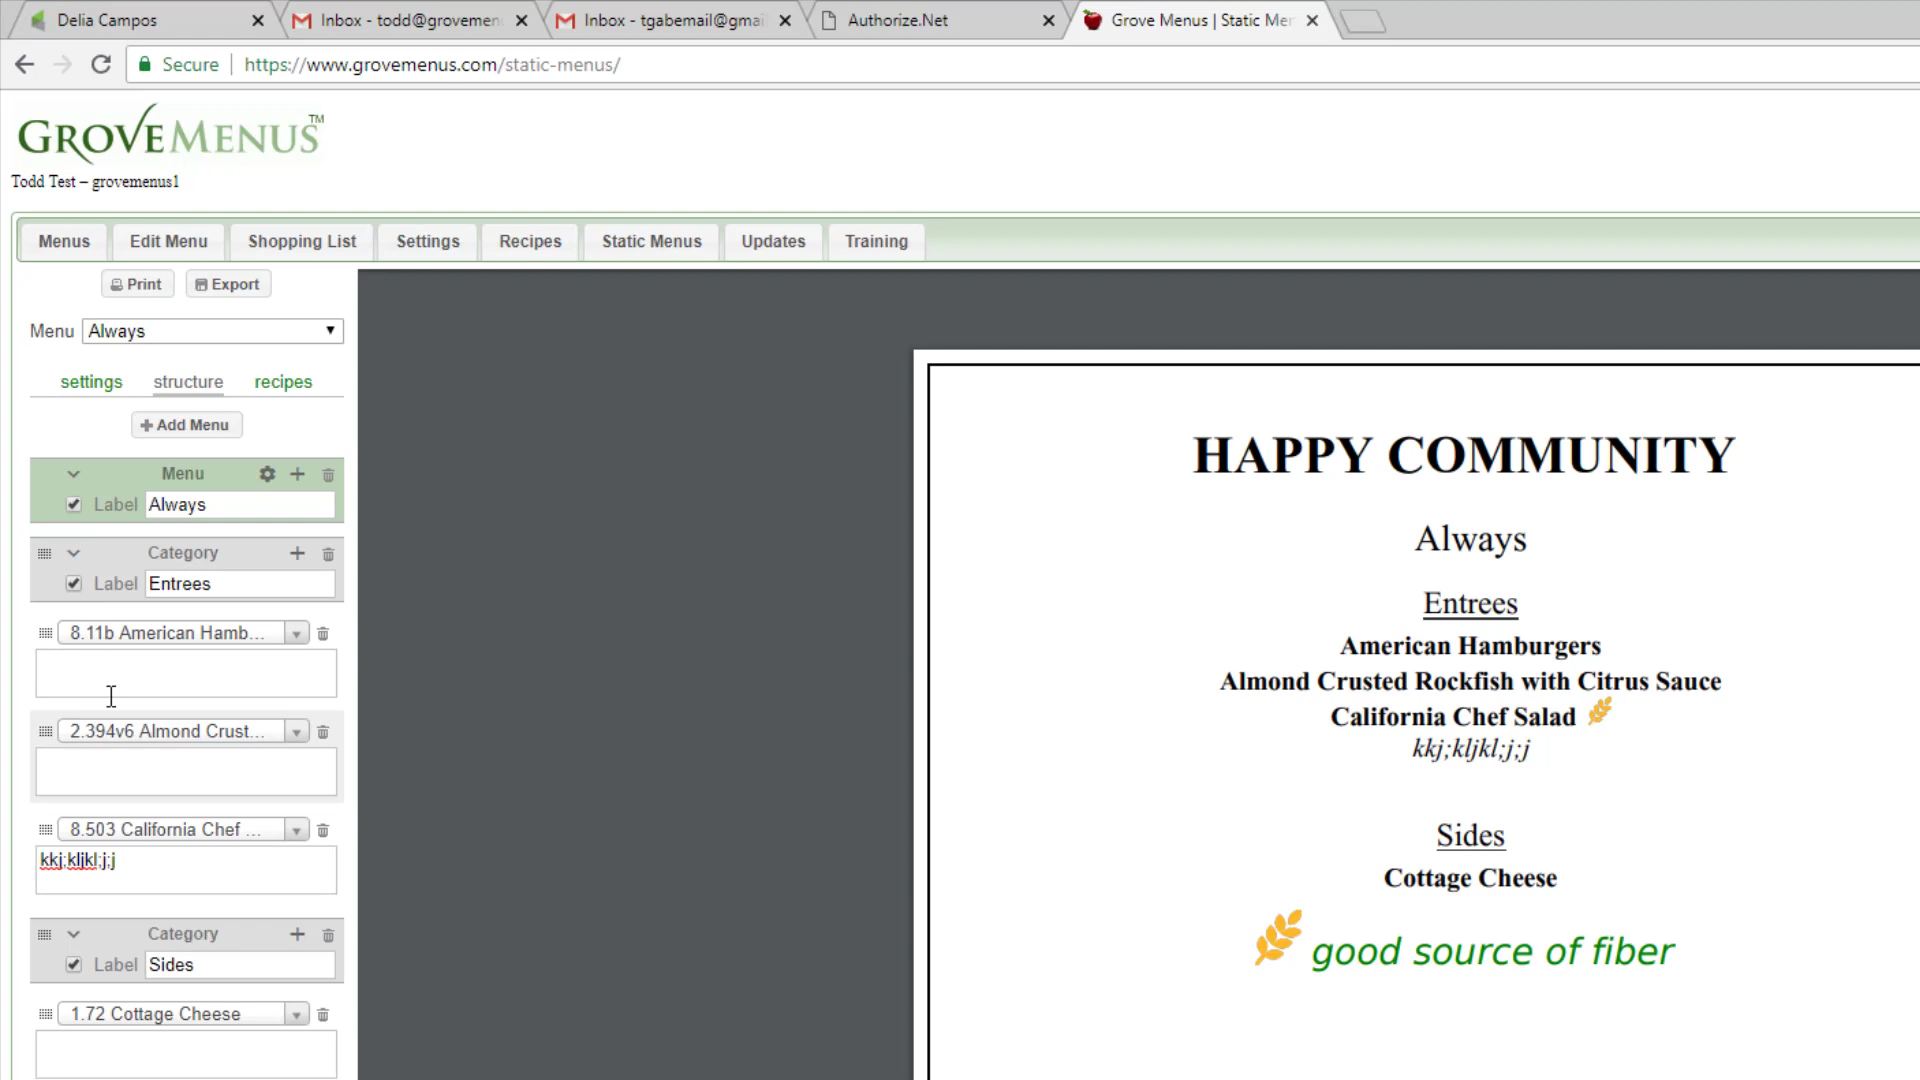 Delia Campos
Inbox - todd@grovemen
Inbox - tgabemail@gmai
Authorize.Net
Grove Menus | Static Men
Secure
https://www.grovemenus.com/static-menus/
GROVEMENUS™
Todd Test – grovemenus1
Menus
Edit Menu
Shopping List
Settings
Recipes
Static Menus
Updates
Training
Print
Export
Menu Always
settings
structure
recipes
Add Menu
Menu
Label Always
Category
Label Entrees
8.11b American Hamb...
2.394v6 Almond Crust...
8.503 California Chef ...
kkj;kljkl;j;j
Category
Label Sides
1.72 Cottage Cheese
HAPPY COMMUNITY
Always
Entrees
American Hamburgers
Almond Crusted Rockfish with Citrus Sauce
California Chef Salad
kkj;kljkl;j;j
Sides
Cottage Cheese
good source of fiber